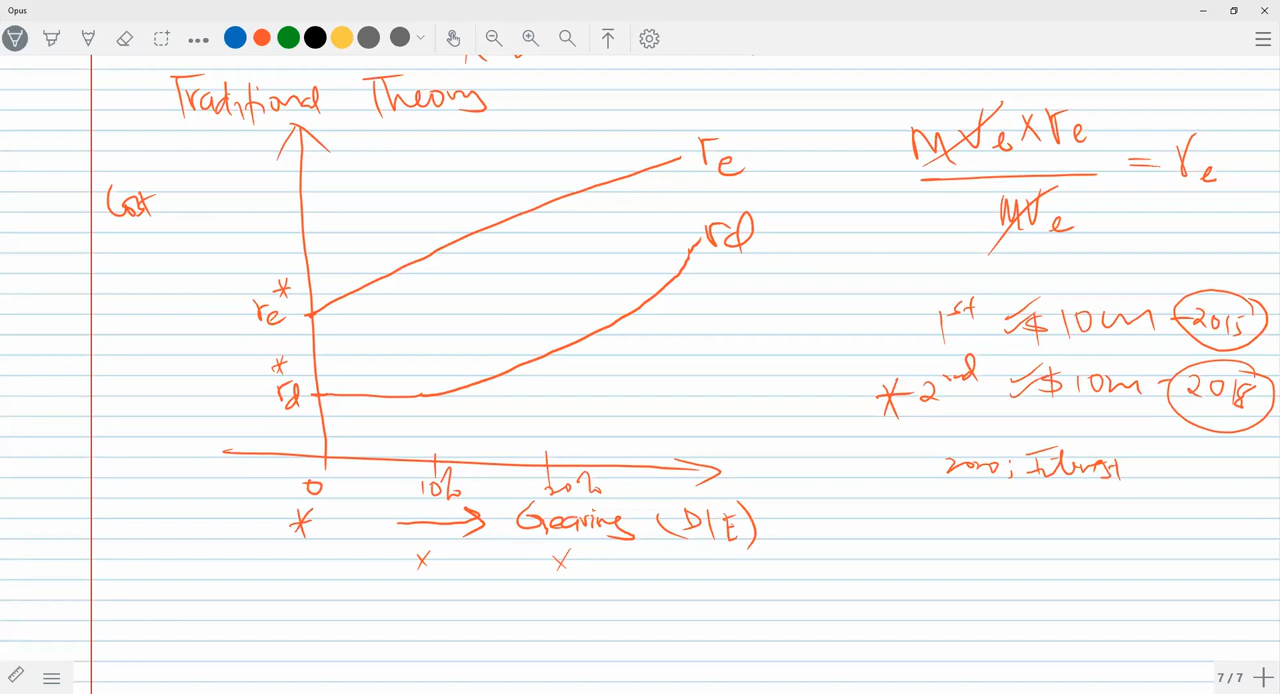 Opus
Traditional Theory
Cost
re
rd
re*
rd*
0
10%
20%
*
Gearing (D/E)
x x
MVe x re
MVe
= re
1st ✓$ 10m - 2015
* 2nd ✓$ 10m - 2018
2020; Interest
7 / 7